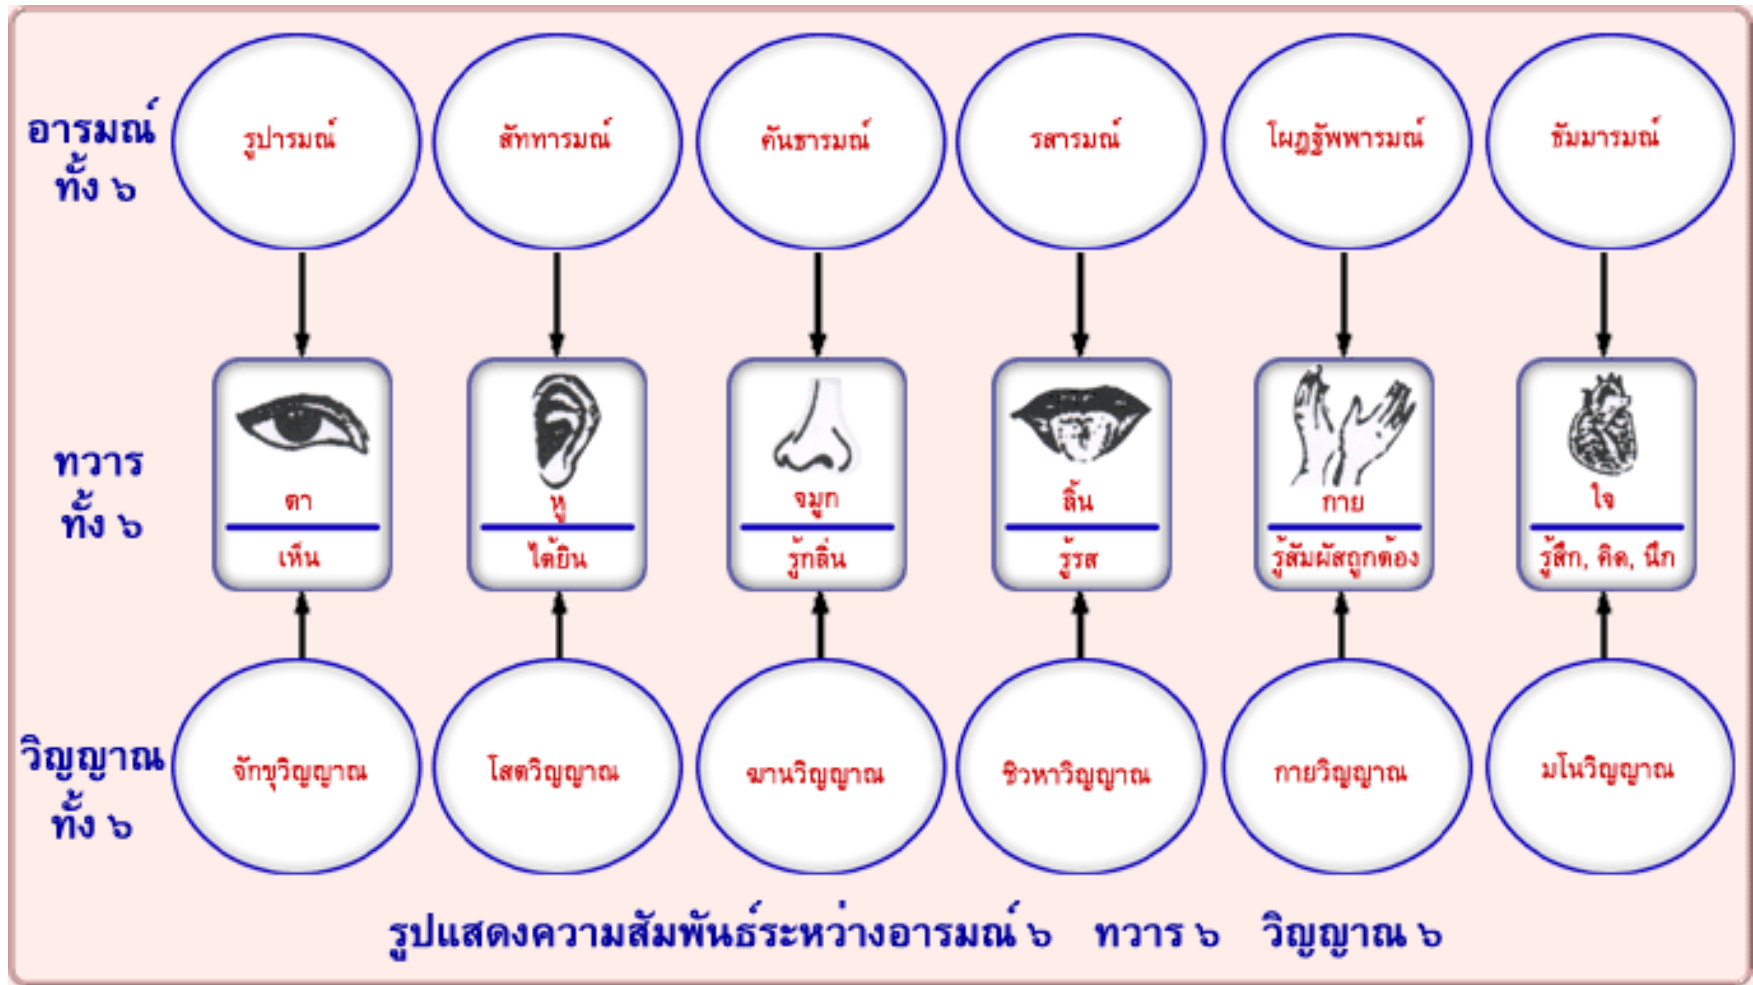 อารมณ์
ทั้ง ๖
รูปารมณ์
สัททารมณ์
คันธารมณ์
รสารมณ์
โผฏฐัพพารมณ์
ธัมมารมณ์
ทวาร
ทั้ง ๖
ตา
เห็น
หู
ได้ยิน
จมูก
รู้กลิ่น
ลิ้น
รู้รส
กาย
รู้สัมผัสถูกต้อง
ใจ
รู้สึก, คิด, นึก
วิญญาณ
ทั้ง ๖
จักขุวิญญาณ
โสตวิญญาณ
ฆานวิญญาณ
ชิวหาวิญญาณ
กายวิญญาณ
มโนวิญญาณ
รูปแสดงความสัมพันธ์ระหว่างอารมณ์ ๖ ทวาร ๖ วิญญาณ ๖